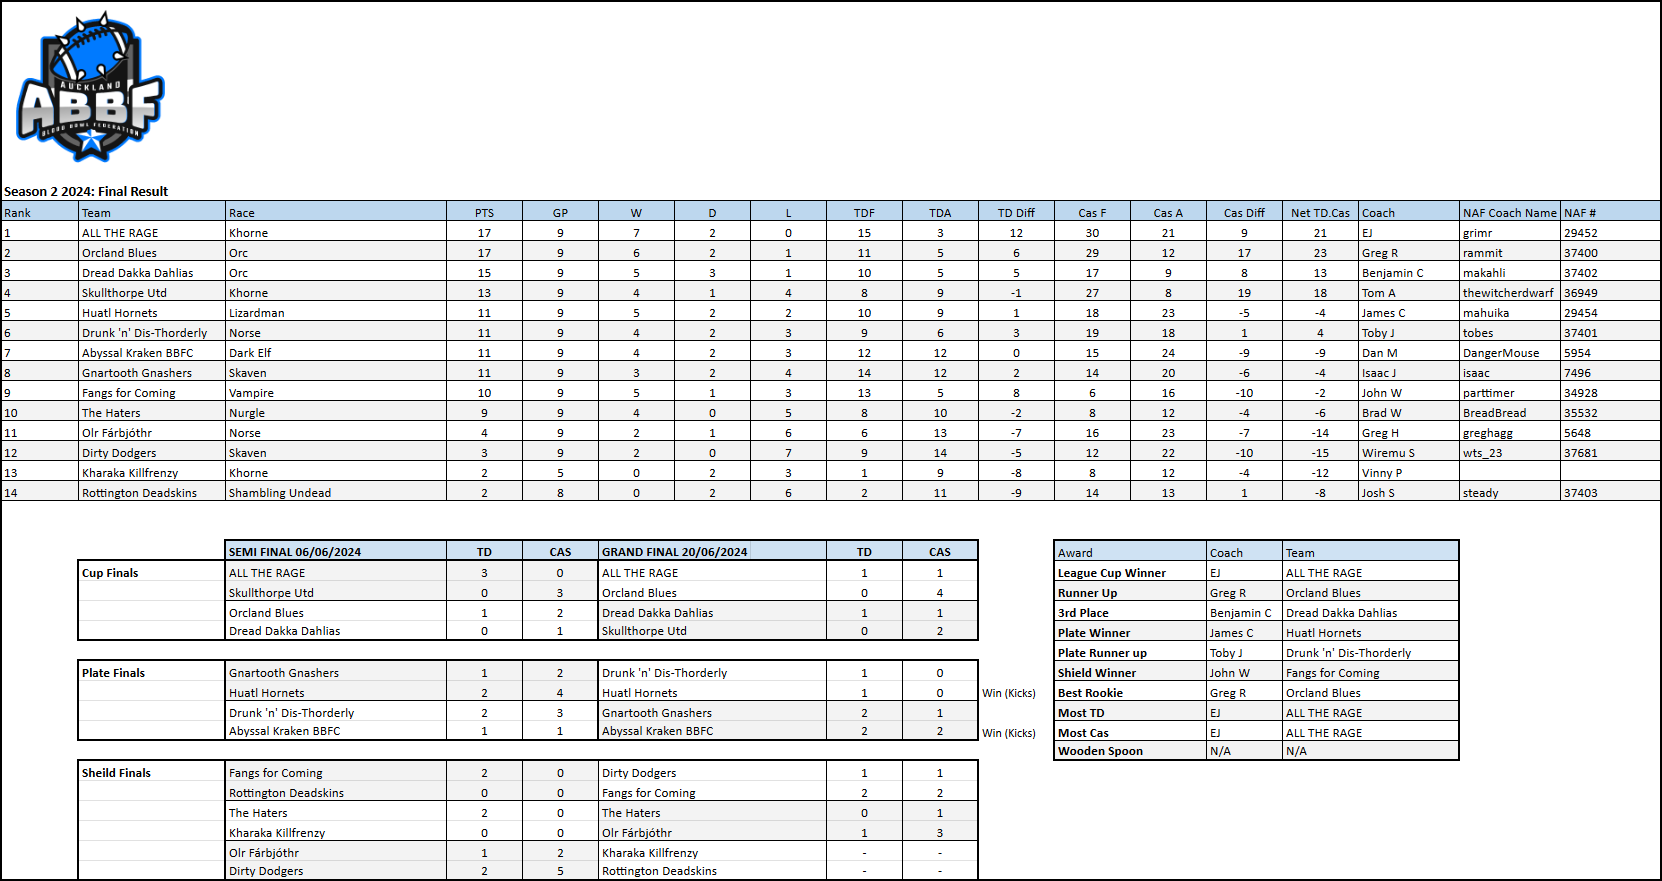 AUCKLAND
ABBF
BLOOD BOWL FEDERATION
Season 2 2024: Final Result
Rank Team Race PTS GP W D L TDF TDA TD Diff Cas F Cas A Cas Diff Net TD.Cas Coach NAF Coach Name NAF #
1 ALL THE RAGE Khorne 17 9 7 2 0 15 3 12 30 21 9 21 EJ grimr 29452
2 Orcland Blues Orc 17 9 6 2 1 11 5 6 29 12 17 23 Greg R rammit 37400
3 Dread Dakka Dahlias Orc 15 9 5 3 1 10 5 5 17 9 8 13 Benjamin C makahli 37402
4 Skullthorpe Utd Khorne 13 9 4 1 4 8 9 -1 27 8 19 18 Tom A thewitcherdwarf 36949
5 Huatl Hornets Lizardman 11 9 5 2 2 10 9 1 18 23 -5 -4 James C mahuika 29454
6 Drunk 'n' Dis-Thorderly Norse 11 9 4 2 3 9 6 3 19 18 1 4 Toby J tobes 37401
7 Abyssal Kraken BBFC Dark Elf 11 9 4 2 3 12 12 0 15 24 -9 -9 Dan M DangerMouse 5954
8 Gnartooth Gnashers Skaven 11 9 3 2 4 14 12 2 14 20 -6 -4 Isaac J isaac 7496
9 Fangs for Coming Vampire 10 9 5 1 3 13 5 8 6 16 -10 -2 John W parttimer 34928
10 The Haters Nurgle 9 9 4 0 5 8 10 -2 8 12 -4 -6 Brad W BreadBread 35532
11 Olr Fárbjóthr Norse 4 9 2 1 6 6 13 -7 16 23 -7 -14 Greg H greghagg 5648
12 Dirty Dodgers Skaven 3 9 2 0 7 9 14 -5 12 22 -10 -15 Wiremu S wts_23 37681
13 Kharaka Killfrenzy Khorne 2 5 0 2 3 1 9 -8 8 12 -4 -12 Vinny P
14 Rottington Deadskins Shambling Undead 2 8 0 2 6 2 11 -9 14 13 1 -8 Josh S steady 37403
SEMI FINAL 06/06/2024 TD CAS GRAND FINAL 20/06/2024 TD CAS
Cup Finals ALL THE RAGE 3 0 ALL THE RAGE 1 1
Skullthorpe Utd 0 3 Orcland Blues 0 4
Orcland Blues 1 2 Dread Dakka Dahlias 1 1
Dread Dakka Dahlias 0 1 Skullthorpe Utd 0 2
Plate Finals Gnartooth Gnashers 1 2 Drunk 'n' Dis-Thorderly 1 0
Huatl Hornets 2 4 Huatl Hornets 1 0 Win (Kicks)
Drunk 'n' Dis-Thorderly 2 3 Gnartooth Gnashers 2 1
Abyssal Kraken BBFC 1 1 Abyssal Kraken BBFC 2 2 Win (Kicks)
Sheild Finals Fangs for Coming 2 0 Dirty Dodgers 1 1
Rottington Deadskins 0 0 Fangs for Coming 2 2
The Haters 2 0 The Haters 0 1
Kharaka Killfrenzy 0 0 Olr Fárbjóthr 1 3
Olr Fárbjóthr 1 2 Kharaka Killfrenzy - -
Dirty Dodgers 2 5 Rottington Deadskins - -
Award Coach Team
League Cup Winner EJ ALL THE RAGE
Runner Up Greg R Orcland Blues
3rd Place Benjamin C Dread Dakka Dahlias
Plate Winner James C Huatl Hornets
Plate Runner up Toby J Drunk 'n' Dis-Thorderly
Shield Winner John W Fangs for Coming
Best Rookie Greg R Orcland Blues
Most TD EJ ALL THE RAGE
Most Cas EJ ALL THE RAGE
Wooden Spoon N/A N/A